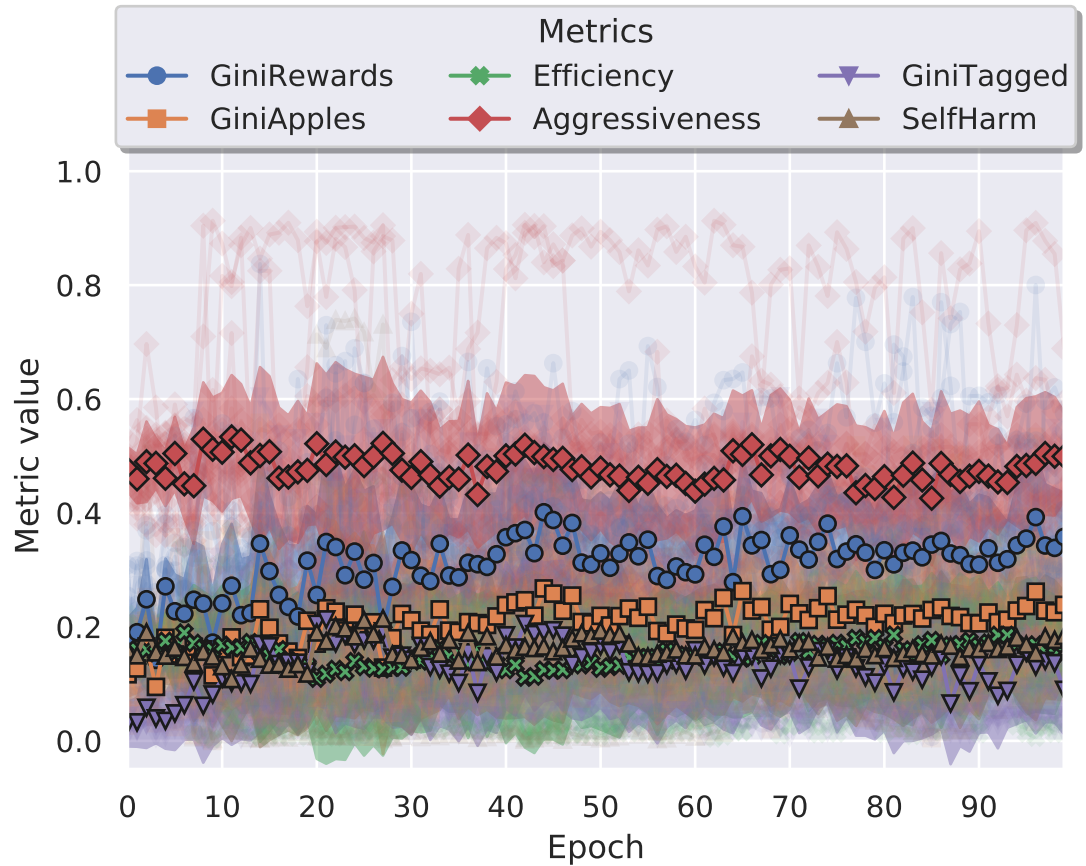 Metrics
GiniRewards Efficiency GiniTagged
GiniApples Aggressiveness SelfHarm
1.0
0.8
0.6
0.4
0.2
0.0
Metric value
0 10 20 30 40 50 60 70 80 90
Epoch